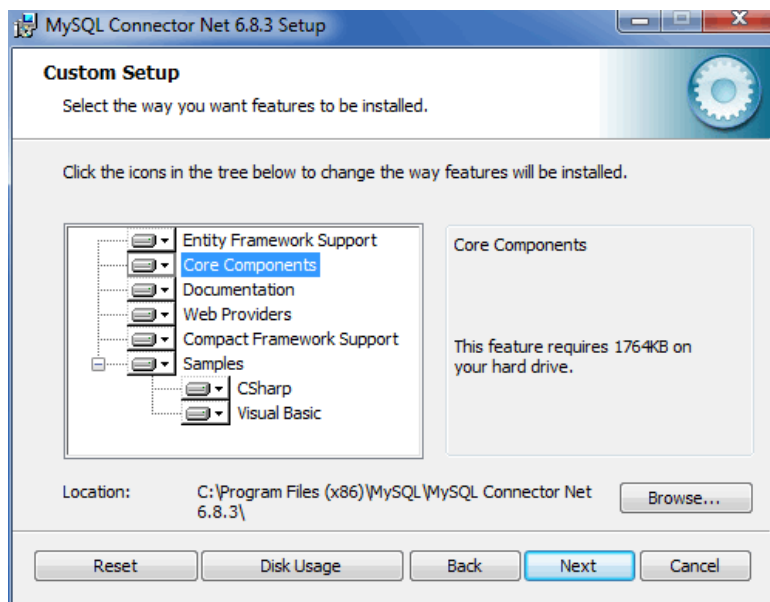 MySQL Connector Net 6.8.3 Setup
Custom Setup
Select the way you want features to be installed.
Click the icons in the tree below to change the way features will be installed.
Entity Framework Support
Core Components
Documentation
Web Providers
Compact Framework Support
Samples
CSharp
Visual Basic
Core Components
This feature requires 1764KB on
your hard drive.
Location: C:\Program Files (x86)\MySQL\MySQL Connector Net
6.8.3\
Browse...
Reset Disk Usage Back Next Cancel